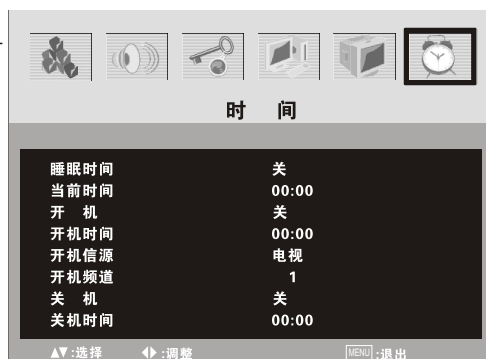 时 间
睡眠时间 关
当前时间 00:00
开 机 关
开机时间 00:00
开机信源 电视
开机频道 1
关 机 关
关机时间 00:00
▲▼:选择 ◀▶:调整 MENU:退出